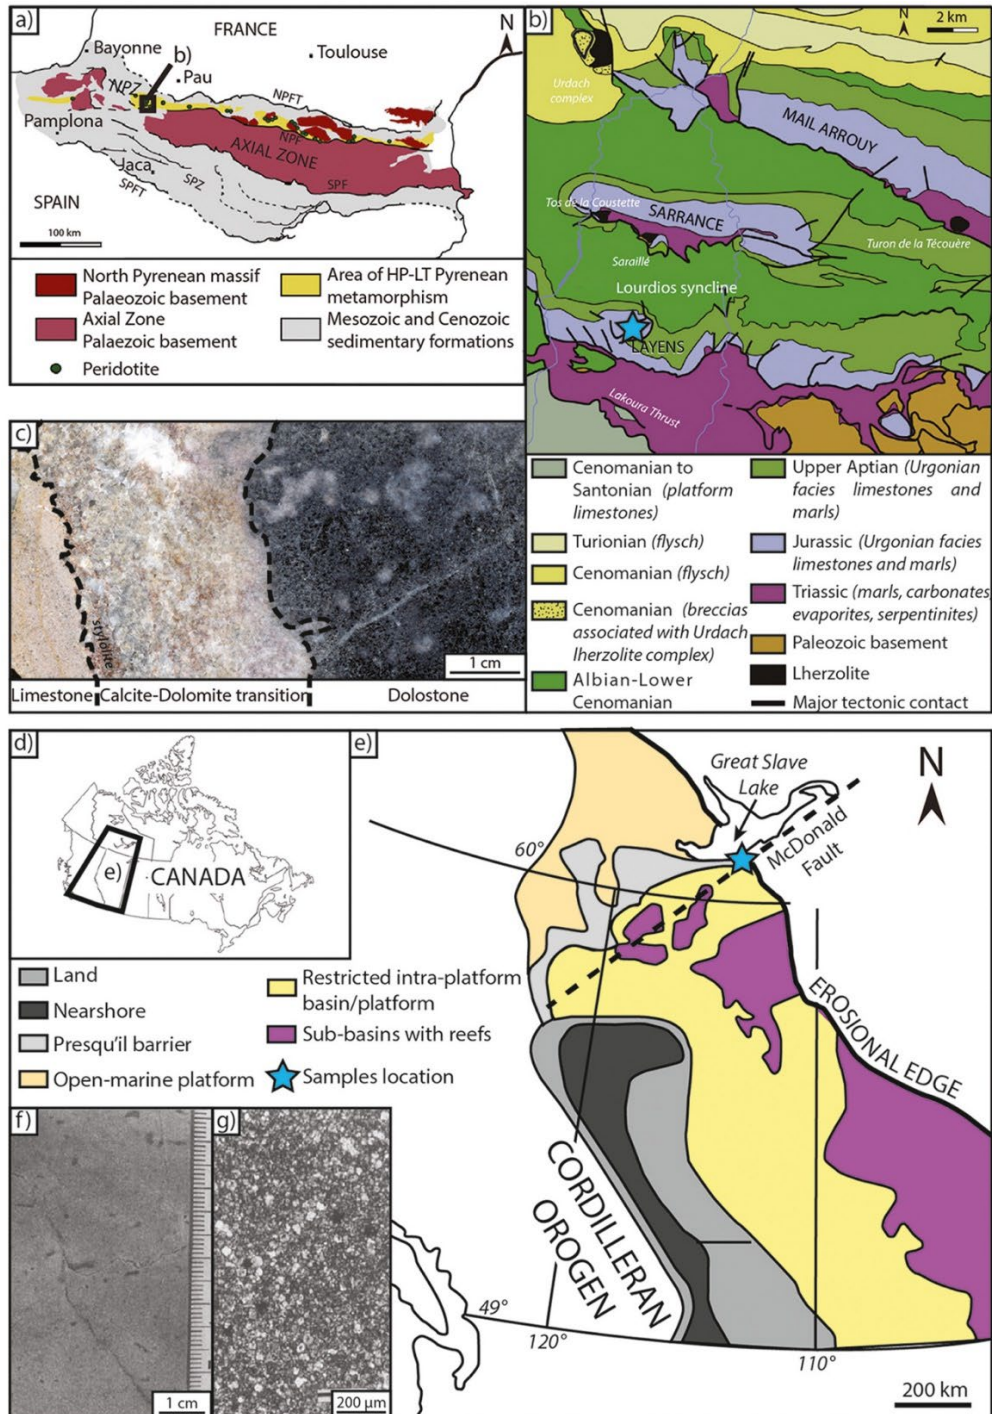 a)
FRANCE
N
Bayonne
b)
Toulouse
NPZ
Pau
NPFT
Pamplona
NPF
AXIAL ZONE
Jaca
SPZ
SPF
SPFT
SPAIN
100 km
North Pyrenean massif
Palaeozoic basement
Axial Zone
Palaezoic basement
Peridotite
Area of HP-LT Pyrenean
metamorphism
Mesozoic and Cenozoic
sedimentary formations
b)
N
2 km
Urdach
complex
MAIL ARROUY
Tos de la Coustette
SARRANCE
Turon de la Técouère
Saraillé
Lourdios syncline
LAYENS
Lakoura Thrust
Cenomanian to
Santonian (platform
limestones)
Turionian (flysch)
Cenomanian (flysch)
Cenomanian (breccias
associated with Urdach
lherzolite complex)
Albian-Lower
Cenomanian
Upper Aptian (Urgonian
facies limestones and
marls)
Jurassic (Urgonian facies
limestones and marls)
Triassic (marls, carbonates,
evaporites, serpentinites)
Paleozoic basement
Lherzolite
Major tectonic contact
c)
stylolite
1 cm
Limestone
Calcite-Dolomite transition
Dolostone
d)
e)
CANADA
Land
Nearshore
Presqu'il barrier
Open-marine platform
Restricted intra-platform
basin/platform
Sub-basins with reefs
Samples location
e)
Great Slave
Lake
N
McDonald
Fault
60°
EROSIONAL EDGE
CORDILLERAN
OROGEN
49°
120°
110°
200 km
f)
1 cm
g)
200 µm